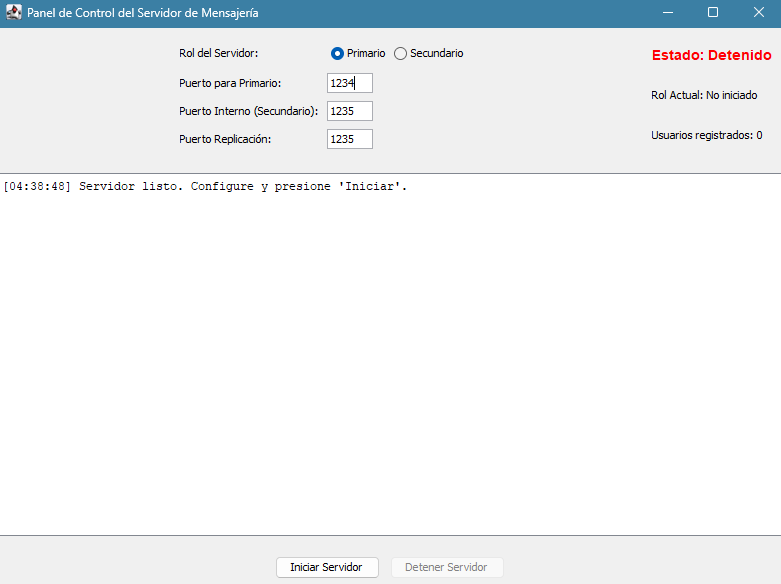 Panel de Control del Servidor de Mensajería
Rol del Servidor: Primario Secundario
Puerto para Primario: 1234
Puerto Interno (Secundario): 1235
Puerto Replicación: 1235
Estado: Detenido
Rol Actual: No iniciado
Usuarios registrados: 0
[04:38:48] Servidor listo. Configure y presione 'Iniciar'.
Iniciar Servidor Detener Servidor